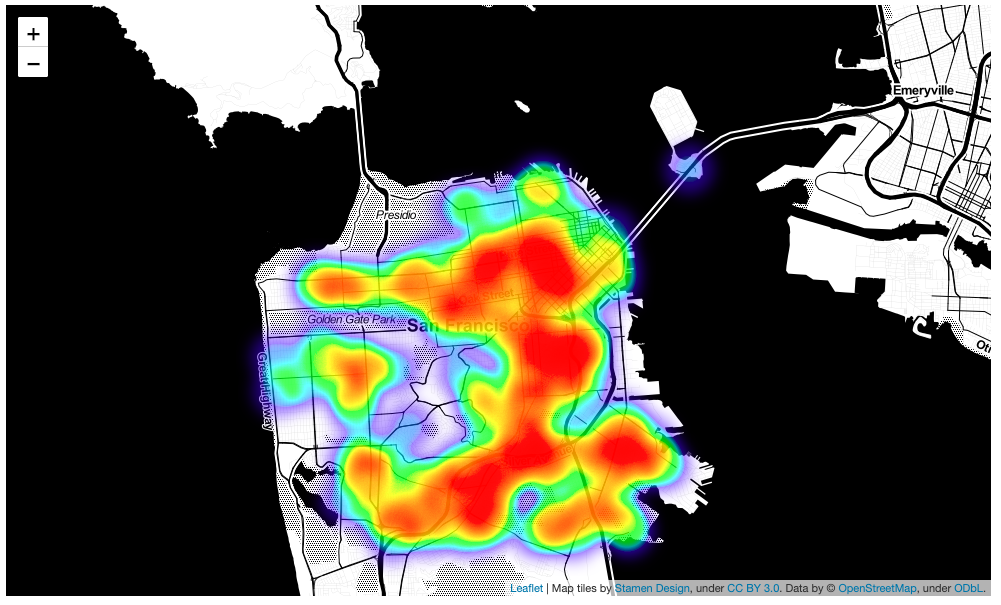 +
−
Emeryville
Presidio
Golden Gate Park
San Francisco
Great Highway
Leaflet | Map tiles by Stamen Design, under CC BY 3.0. Data by © OpenStreetMap, under ODbL.